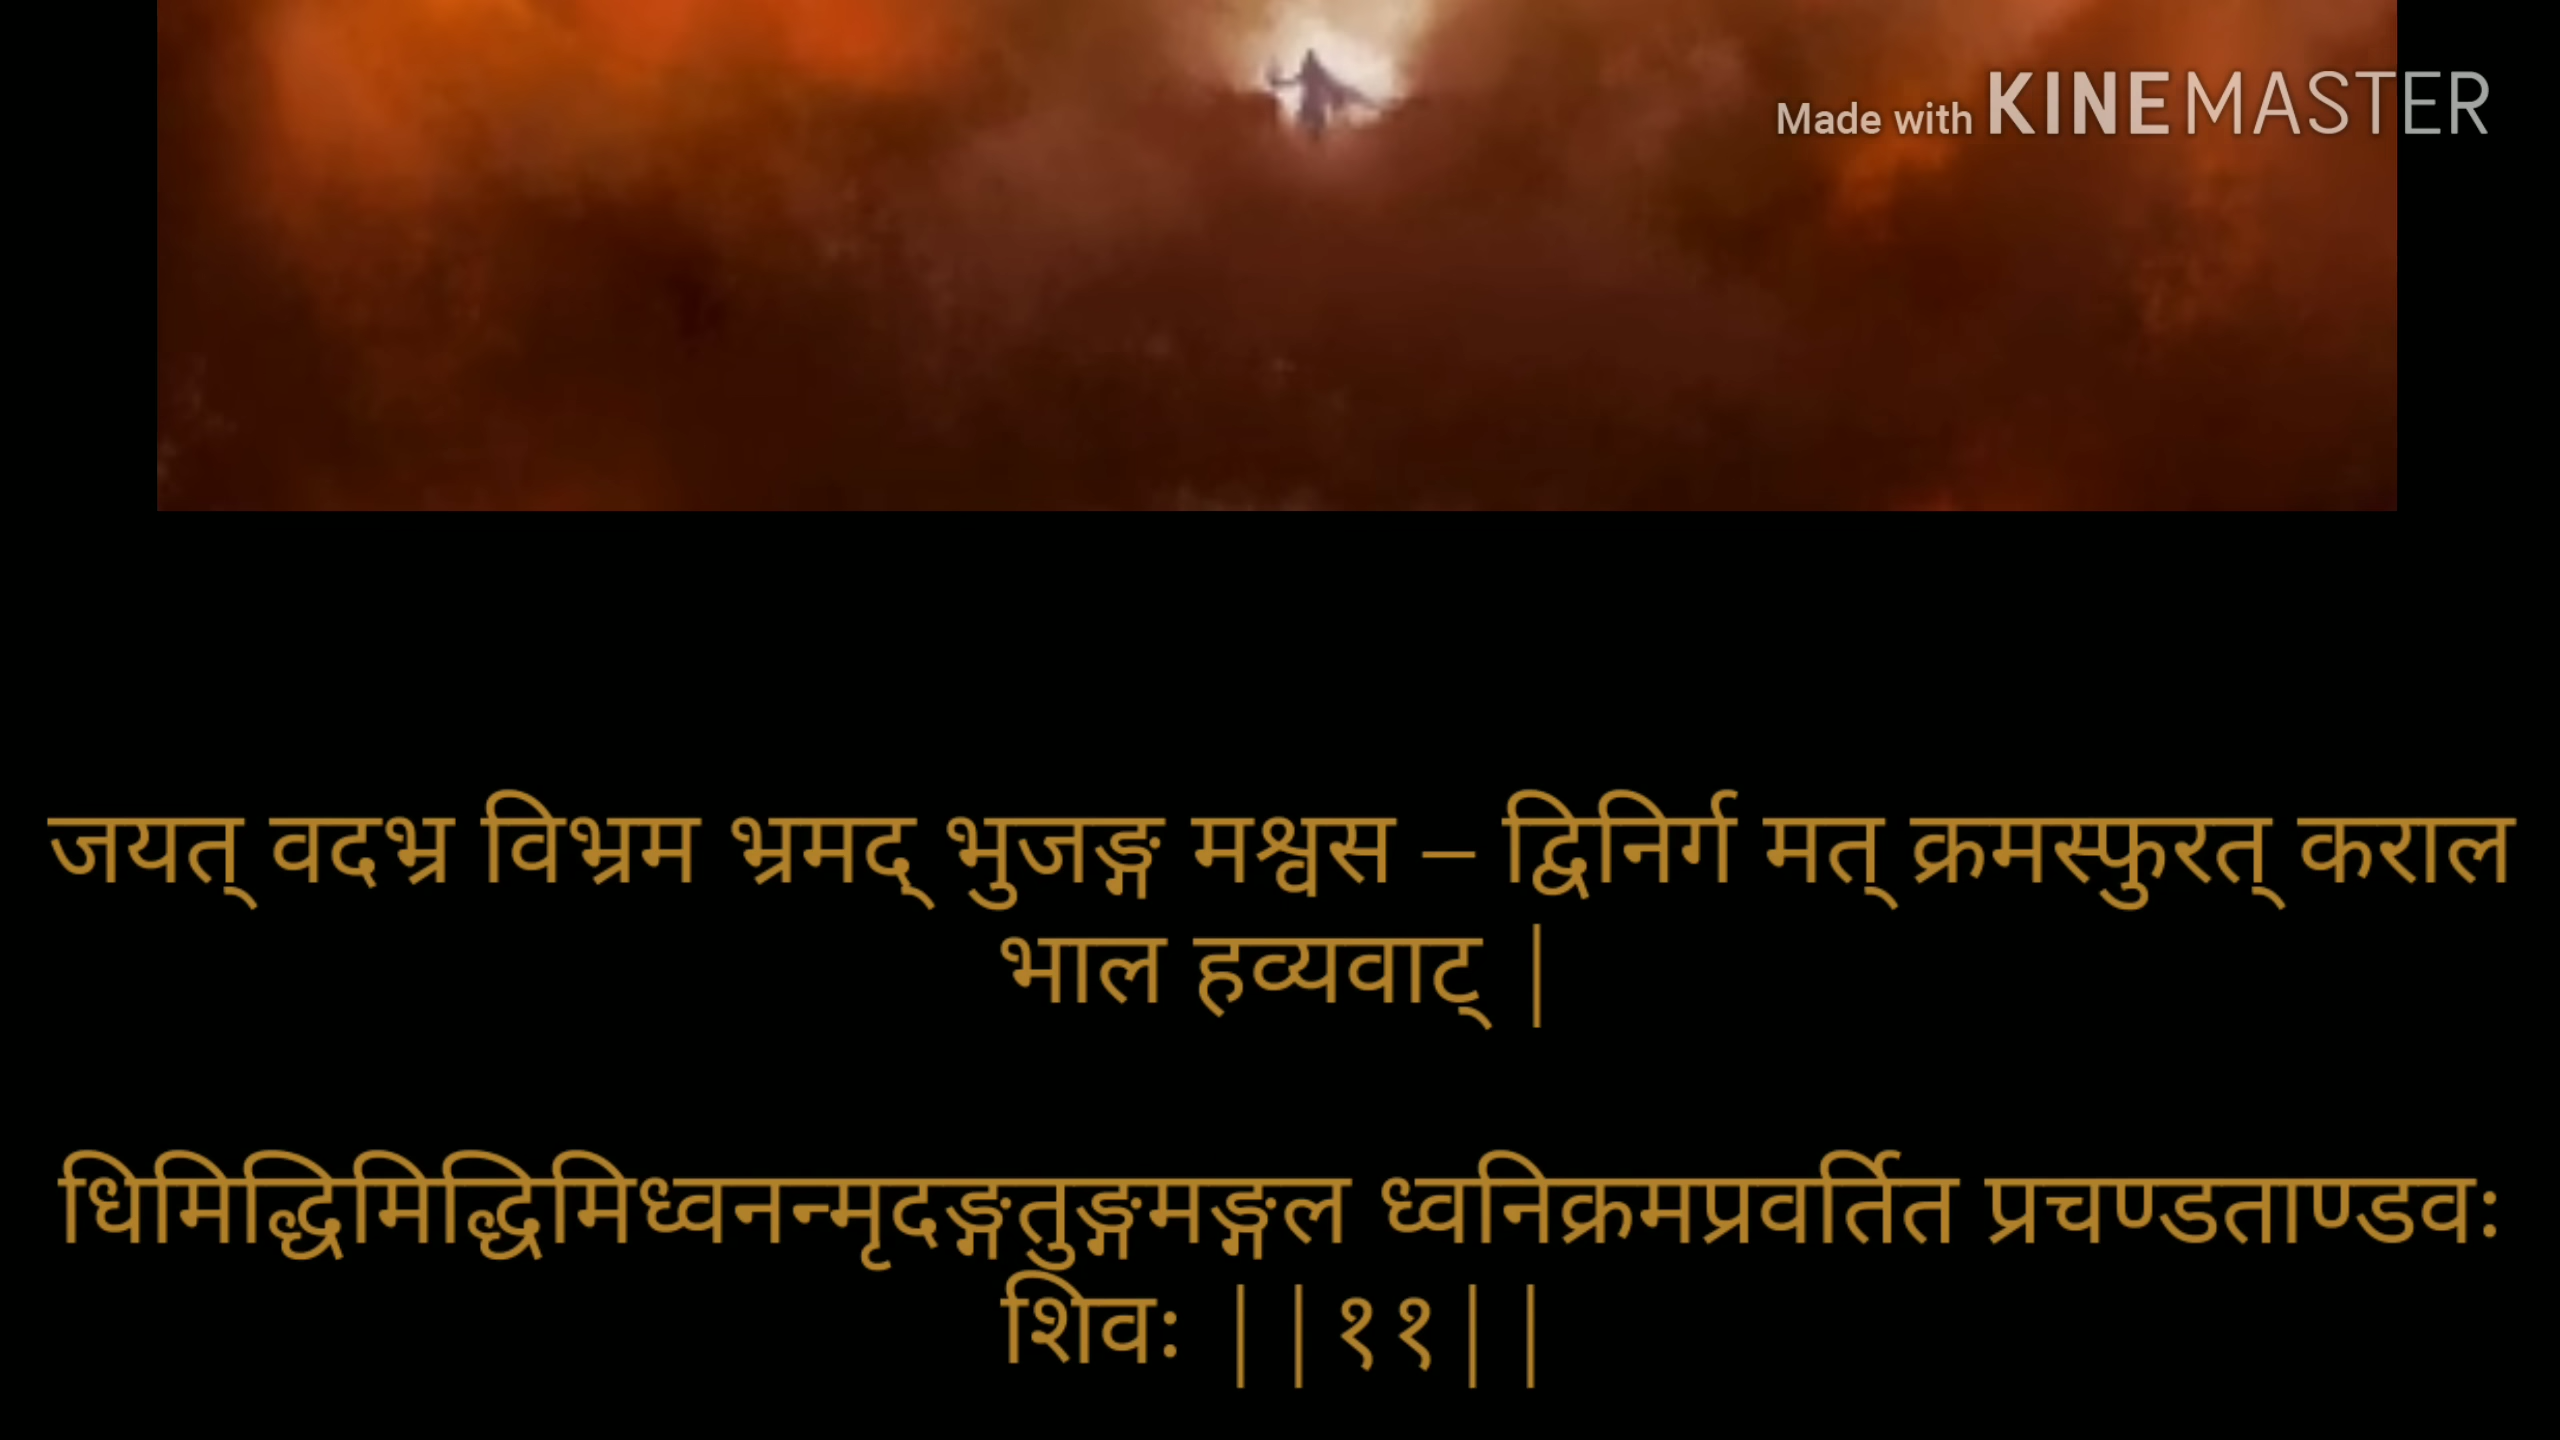 Made with KINEMASTER
जयत् वदभ्र विभ्रम भ्रमद् भुजङ्ग मश्वस – द्विनिर्ग मत् क्रमस्फुरत् कराल
भाल हव्यवाट् |
धिमिद्धिमिद्धिमिध्वनन्मृदङ्गतुङ्गमङ्गल ध्वनिक्रमप्रवर्तित प्रचण्डताण्डवः
शिवः ||११||